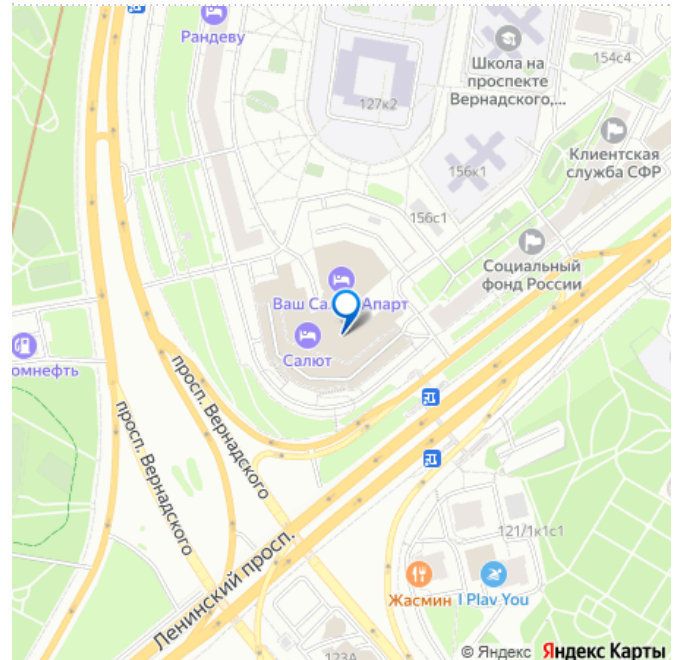 Рандеву
127к2
Школа на
проспекте
Вернадского,...
154с4
Клиентская
служба СФР
156к1
156с1
Социальный
фонд России
Ваш Са Апарт
Салют
омнефть
просп. Вернадского
просп. Вернадского
Ленинский просп.
121/1к1с1
Жасмин
I Play You
123А
© Яндекс Яндекс Карты